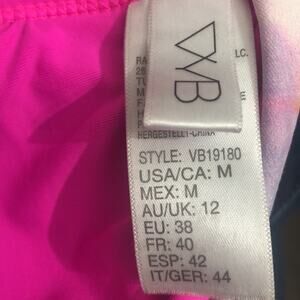 VB
LC.
HERGESTELLT-CHINA
STYLE: VB19180
USA/CA: M
MEX: M
AU/UK: 12
EU: 38
FR: 40
ESP: 42
IT/GER: 44